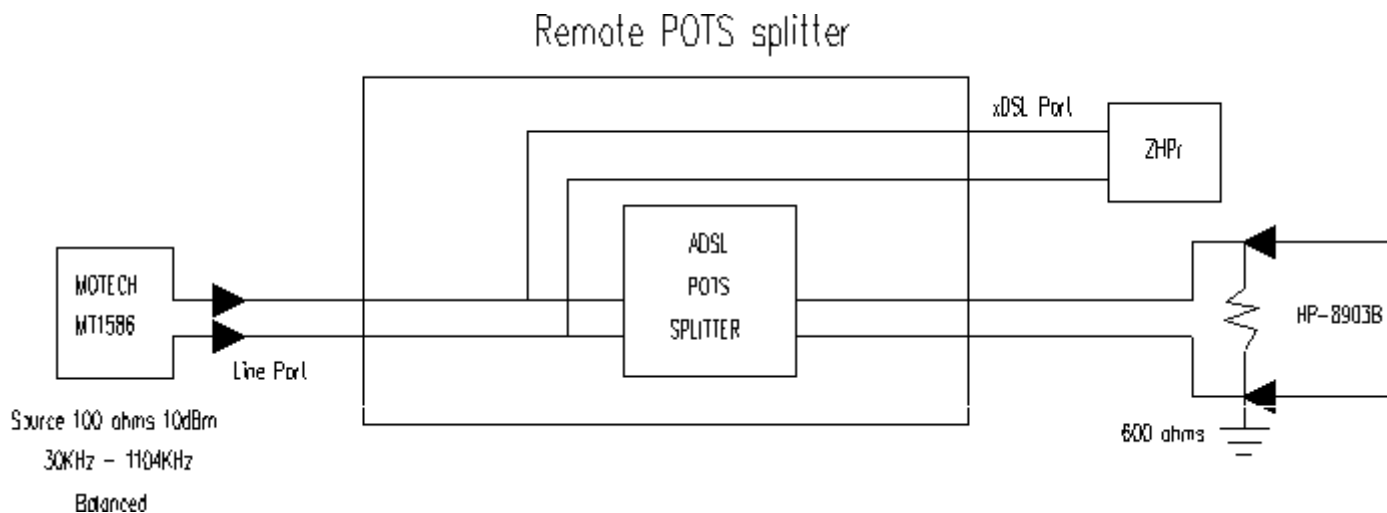 Remote POTS splitter
xDSL Port
ZHPr
ADSL
POTS
SPLITTER
MOTECH
MT1586
Line Port
HP-8903B
Source 100 ohms 10dBm
30KHz - 1104KHz
Balanced
600 ohms